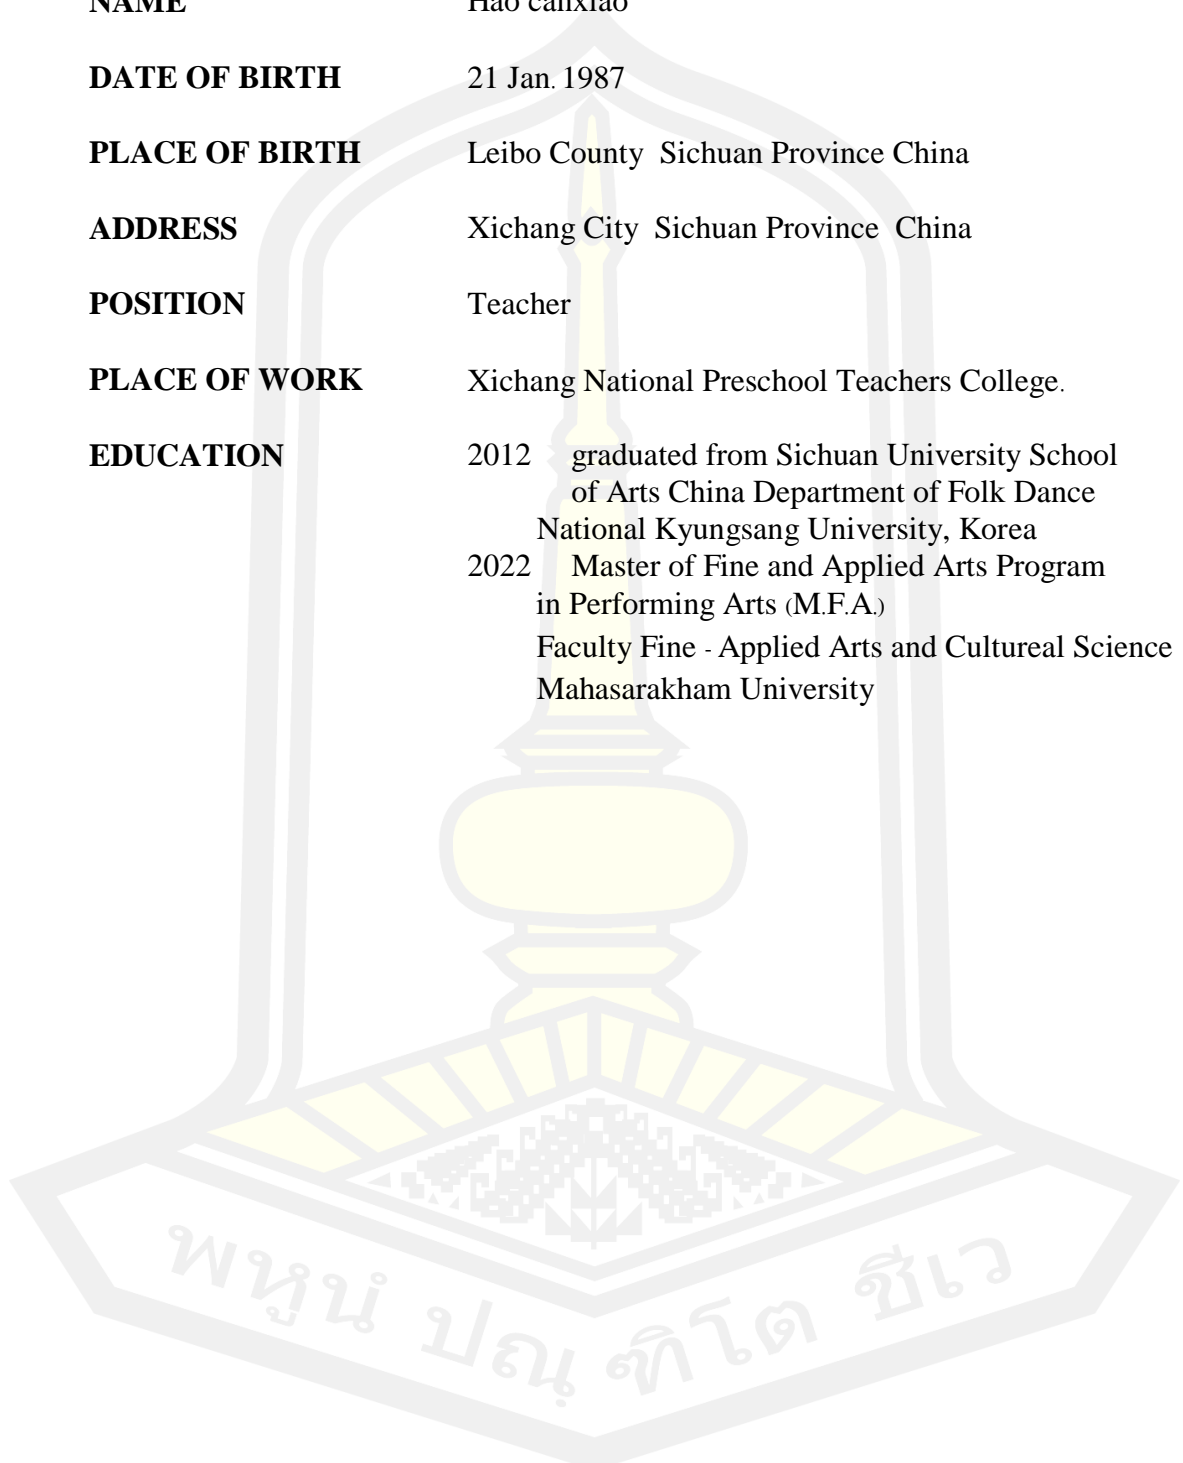 NAME Hao canxiao
DATE OF BIRTH 21 Jan. 1987
PLACE OF BIRTH Leibo County Sichuan Province China
ADDRESS Xichang City Sichuan Province China
POSITION Teacher
PLACE OF WORK Xichang National Preschool Teachers College.
EDUCATION 2012 graduated from Sichuan University School
of Arts China Department of Folk Dance
National Kyungsang University, Korea
2022 Master of Fine and Applied Arts Program
in Performing Arts (M.F.A.)
Faculty Fine - Applied Arts and Cultureal Science
Mahasarakham University
พหูนํ ปณฺฑิโต ชีเว